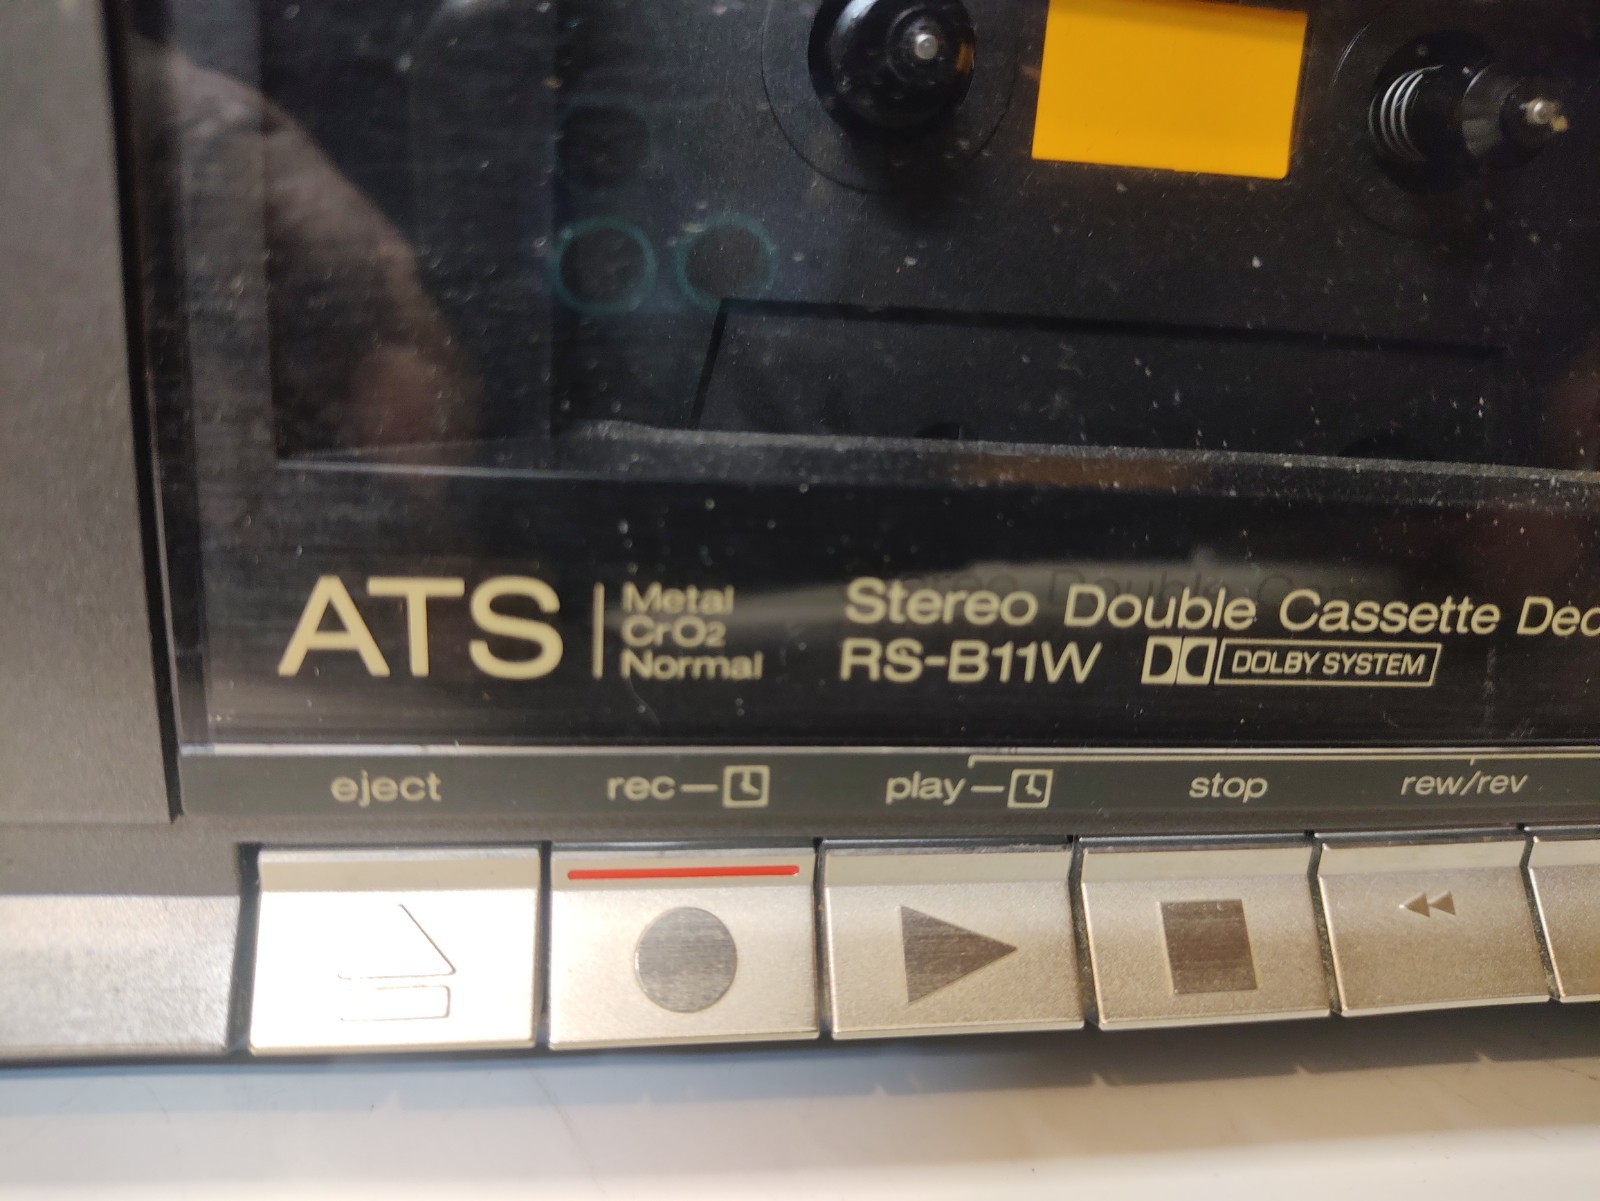 ATS
Metal
CrO2
Normal
Stereo Double Cassette Dec
RS-B11W DOLBY SYSTEM
eject rec play stop rew/rev